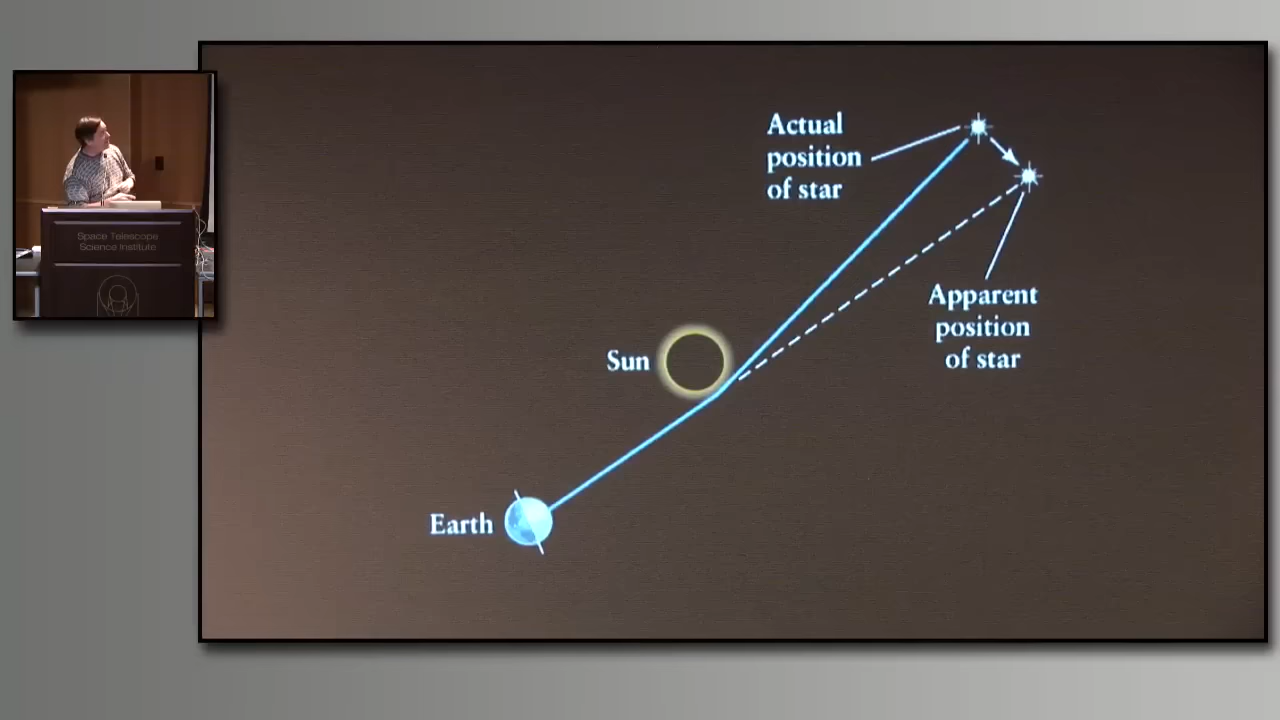 Space Telescope
Science Institute
Actual
position
of star
Apparent
position
of star
Sun
Earth